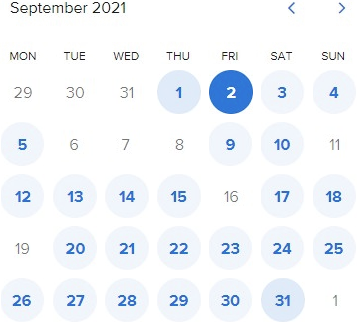 September 2021
MON TUE WED THU FRI SAT SUN
29 30 31 1 2 3 4
5 6 7 8 9 10 11
12 13 14 15 16 17 18
19 20 21 22 23 24 25
26 27 28 29 30 31 1